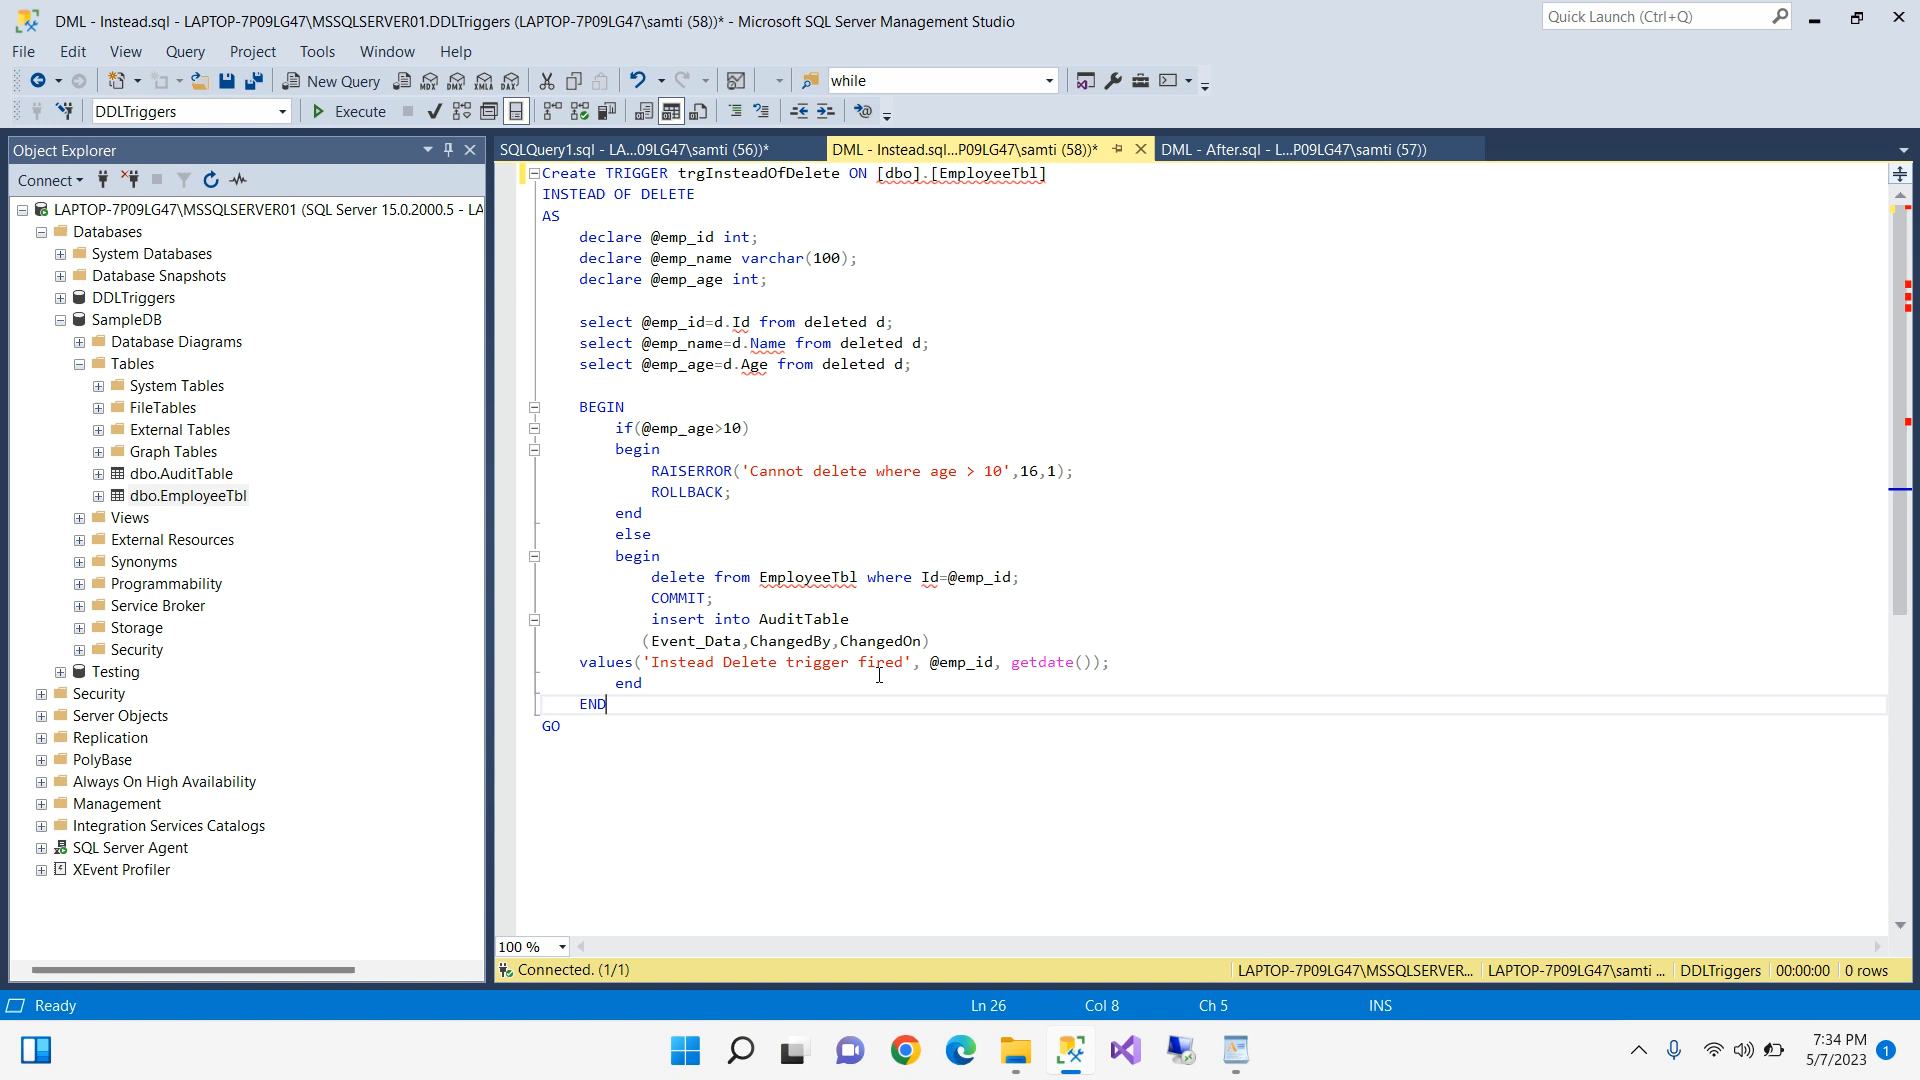 DML - Instead.sql - LAPTOP-7P09LG47\MSSQLSERVER01.DDLTriggers (LAPTOP-7P09LG47\samti (58))* - Microsoft SQL Server Management Studio
Quick Launch (Ctrl+Q)
File Edit View Query Project Tools Window Help
New Query MDX DMX XMLA DAX while
DDLTriggers Execute
Object Explorer
SQLQuery1.sql - LA...09LG47\samti (56))* DML - Instead.sql...P09LG47\samti (58))* DML - After.sql - L...P09LG47\samti (57))
Connect
LAPTOP-7P09LG47\MSSQLSERVER01 (SQL Server 15.0.2000.5 - LA
Databases
System Databases
Database Snapshots
DDLTriggers
SampleDB
Database Diagrams
Tables
System Tables
FileTables
External Tables
Graph Tables
dbo.AuditTable
dbo.EmployeeTbl
Views
External Resources
Synonyms
Programmability
Service Broker
Storage
Security
Testing
Security
Server Objects
Replication
PolyBase
Always On High Availability
Management
Integration Services Catalogs
SQL Server Agent
XEvent Profiler
Create TRIGGER trgInsteadOfDelete ON [dbo].[EmployeeTbl]
INSTEAD OF DELETE
AS
declare @emp_id int;
declare @emp_name varchar(100);
declare @emp_age int;
select @emp_id=d.Id from deleted d;
select @emp_name=d.Name from deleted d;
select @emp_age=d.Age from deleted d;
BEGIN
if(@emp_age>10)
begin
RAISERROR('Cannot delete where age > 10',16,1);
ROLLBACK;
end
else
begin
delete from EmployeeTbl where Id=@emp_id;
COMMIT;
insert into AuditTable
(Event_Data,ChangedBy,ChangedOn)
values('Instead Delete trigger fired', @emp_id, getdate());
end
END
GO
100 %
Connected. (1/1) LAPTOP-7P09LG47\MSSQLSERVER... LAPTOP-7P09LG47\samti ... DDLTriggers 00:00:00 0 rows
Ready Ln 26 Col 8 Ch 5 INS
7:34 PM
5/7/2023 1